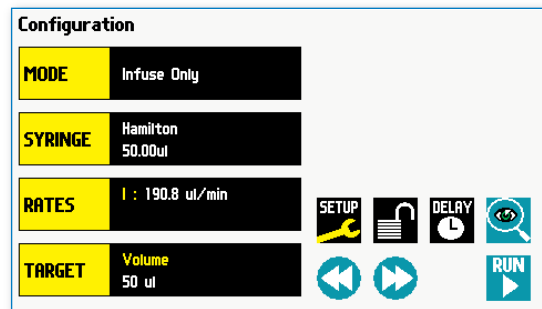 Configuration
MODE
Infuse Only
SYRINGE
Hamilton
50.00ul
RATES
I : 190.8 ul/min
TARGET
Volume
50 ul
SETUP
DELAY
RUN